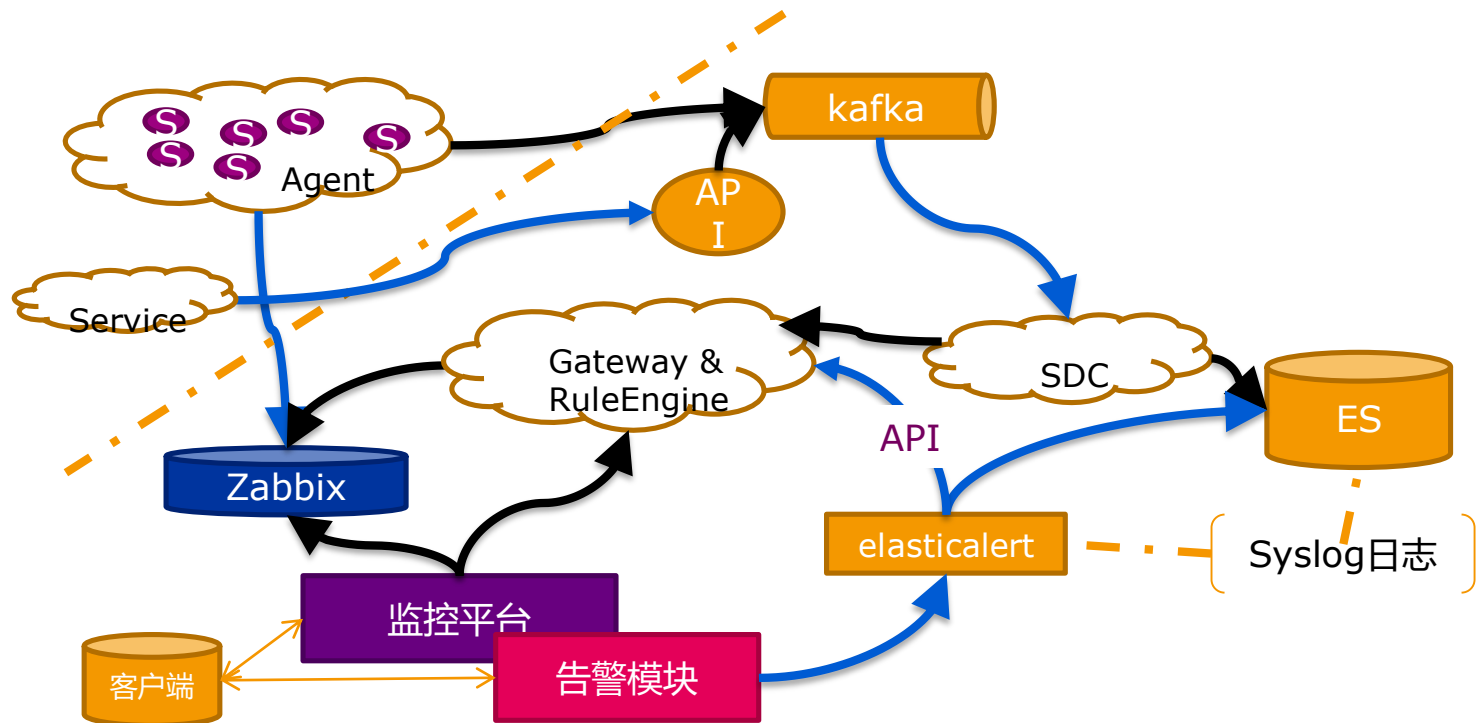 kafka
S
S
S
S
S
S
S
Agent
AP
I
Service
Gateway &
RuleEngine
SDC
ES
API
Zabbix
elasticalert
Syslog日志
监控平台
告警模块
客户端